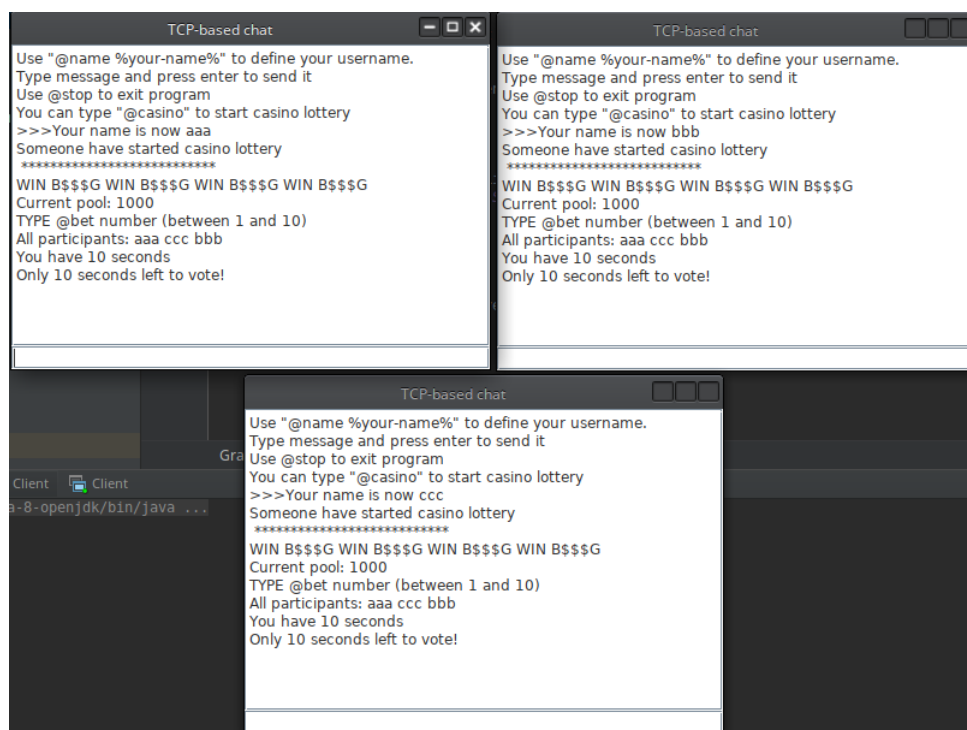 TCP-based chat
Use "@name %your-name%" to define your username.
Type message and press enter to send it
Use @stop to exit program
You can type "@casino" to start casino lottery
>>>Your name is now aaa
Someone have started casino lottery
***************************
WIN B$$$G WIN B$$$G WIN B$$$G WIN B$$$G
Current pool: 1000
TYPE @bet number (between 1 and 10)
All participants: aaa ccc bbb
You have 10 seconds
Only 10 seconds left to vote!
TCP-based chat
Use "@name %your-name%" to define your username.
Type message and press enter to send it
Use @stop to exit program
You can type "@casino" to start casino lottery
>>>Your name is now bbb
Someone have started casino lottery
***************************
WIN B$$$G WIN B$$$G WIN B$$$G WIN B$$$G
Current pool: 1000
TYPE @bet number (between 1 and 10)
All participants: aaa ccc bbb
You have 10 seconds
Only 10 seconds left to vote!
TCP-based chat
Use "@name %your-name%" to define your username.
Type message and press enter to send it
Use @stop to exit program
You can type "@casino" to start casino lottery
>>>Your name is now ccc
Someone have started casino lottery
***************************
WIN B$$$G WIN B$$$G WIN B$$$G WIN B$$$G
Current pool: 1000
TYPE @bet number (between 1 and 10)
All participants: aaa ccc bbb
You have 10 seconds
Only 10 seconds left to vote!
Gra
Client Client
a-8-openjdk/bin/java ...